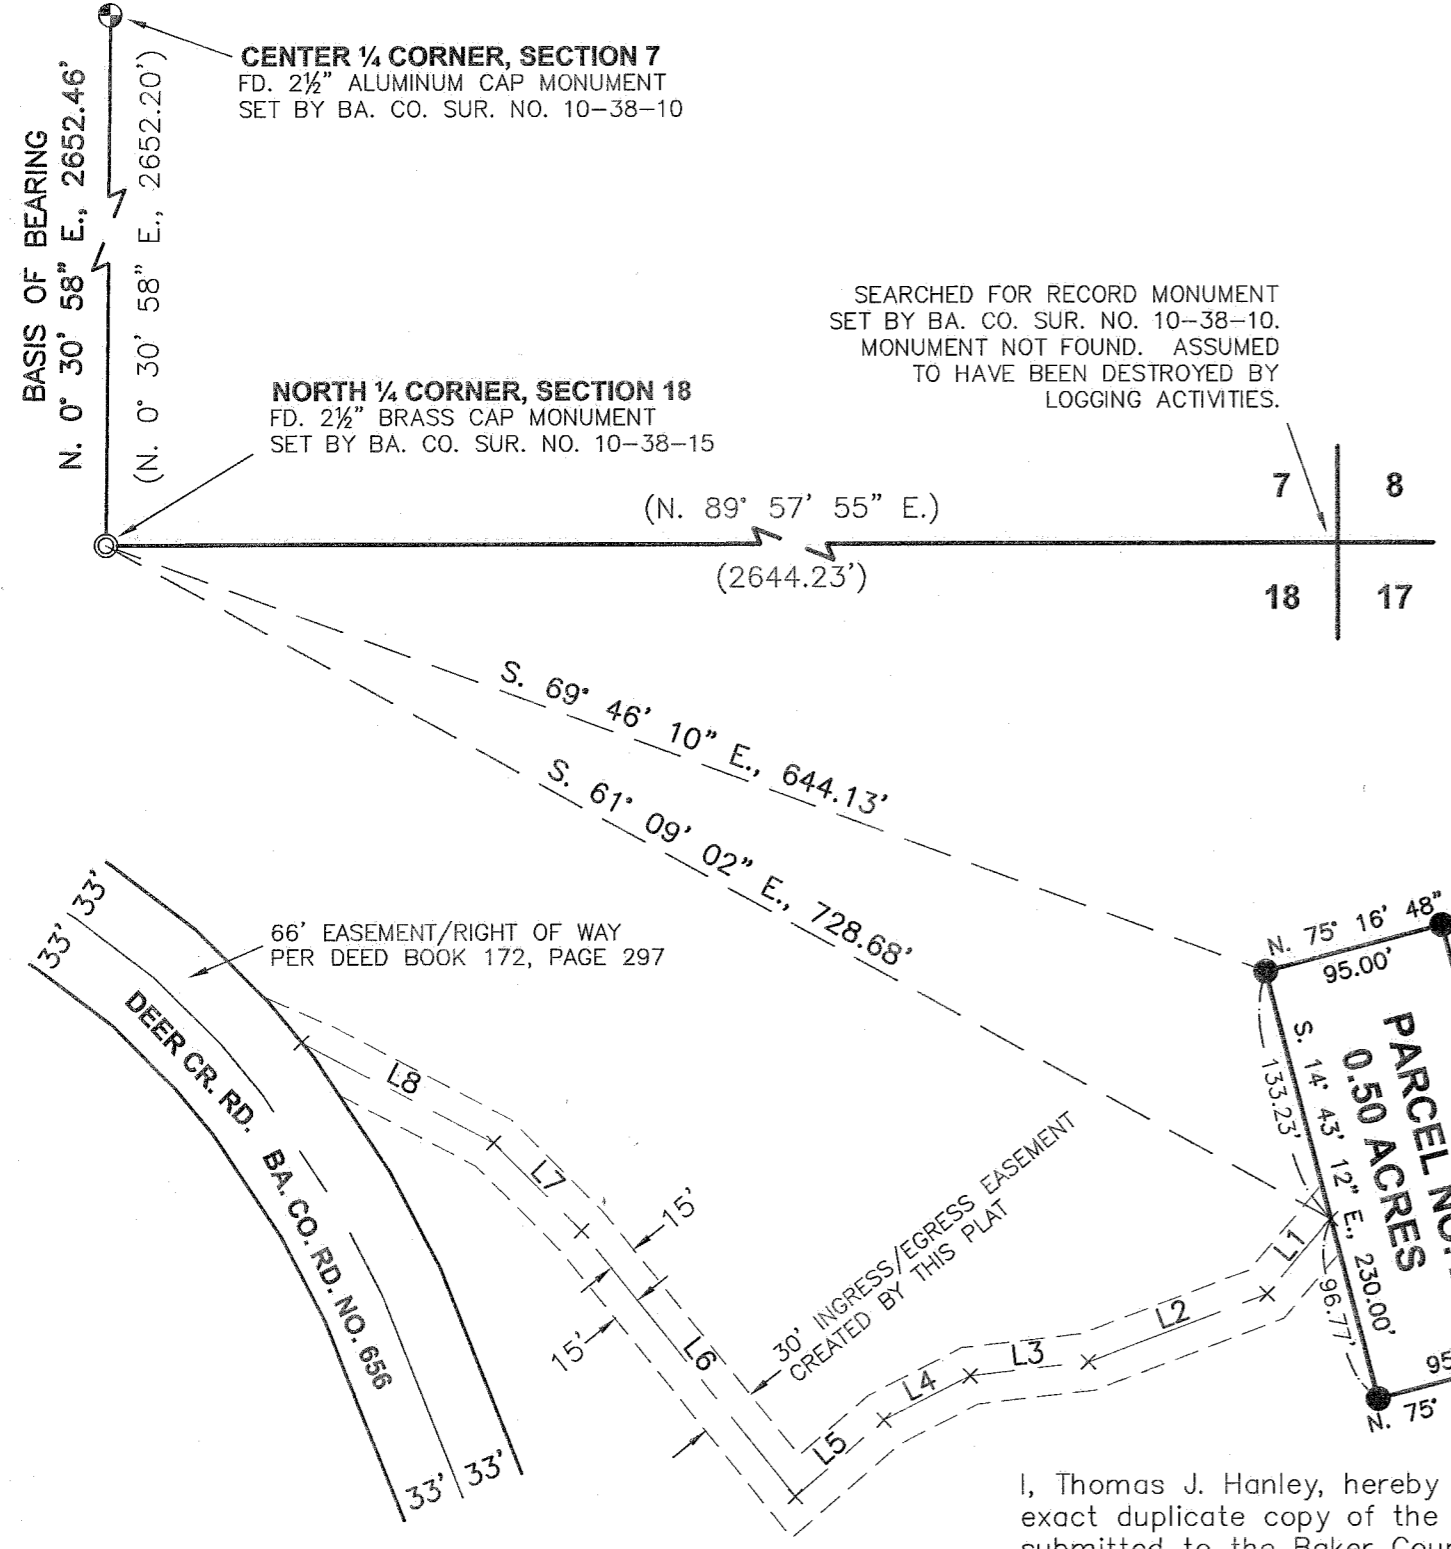 CENTER ¼ CORNER, SECTION 7
FD. 2½" ALUMINUM CAP MONUMENT
SET BY BA. CO. SUR. NO. 10-38-10
BASIS OF BEARING
N. 0° 30' 58" E., 2652.46'
(N. 0° 30' 58" E., 2652.20')
SEARCHED FOR RECORD MONUMENT
SET BY BA. CO. SUR. NO. 10-38-10.
MONUMENT NOT FOUND. ASSUMED
TO HAVE BEEN DESTROYED BY
LOGGING ACTIVITIES.
NORTH ¼ CORNER, SECTION 18
FD. 2½" BRASS CAP MONUMENT
SET BY BA. CO. SUR. NO. 10-38-15
7 8
(N. 89° 57' 55" E.)
(2644.23')
18 17
S. 69° 46' 10" E., 644.13'
S. 61° 09' 02" E., 728.68'
33' 33'
66' EASEMENT/RIGHT OF WAY
PER DEED BOOK 172, PAGE 297
DEER CR. RD. BA. CO. RD. NO. 656
N. 75° 16' 48"
95.00'
PARCEL NO.
0.50 ACRES
S. 14° 43' 12" E., 230.00'
133.23'
96.77'
L8
L7
15'
15'
L6
30' INGRESS/EGRESS EASEMENT
CREATED BY THIS PLAT
L1
L2
L3
L4
L5
95
N. 75°
33' 33'
I, Thomas J. Hanley, hereby
exact duplicate copy of the
submitted to the Baker Coun